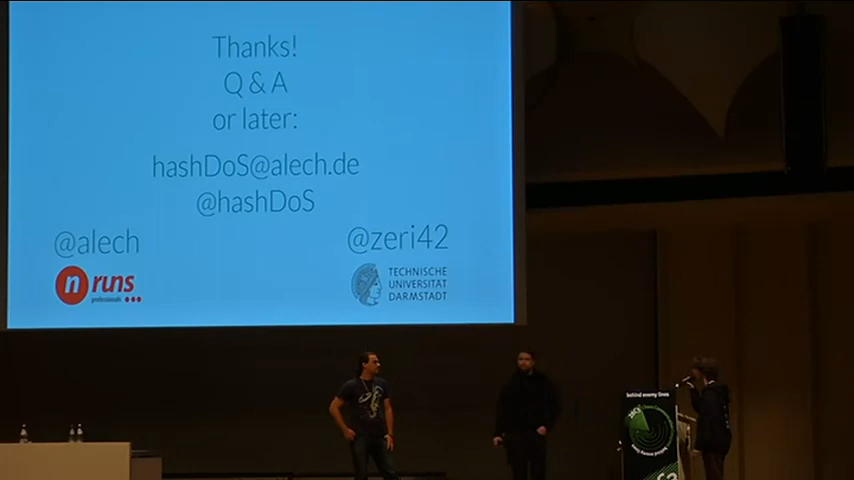 Thanks!
Q & A
or later:
hashDoS@alech.de
@hashDoS
@alech
@zeri42
n runs
professionals
TECHNISCHE
UNIVERSITÄT
DARMSTADT
behind enemy lines